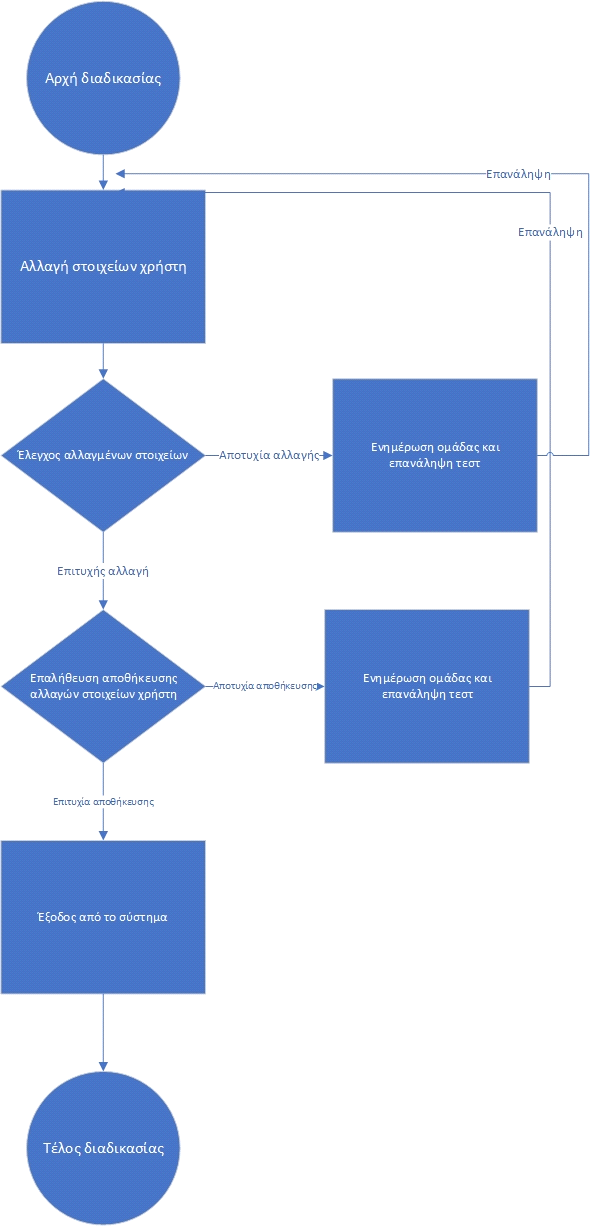 Αρχή διαδικασίας
Επανάληψη
Επανάληψη
Αλλαγή στοιχείων χρήστη
Έλεγχος αλλαγμένων στοιχείων
Αποτυχία αλλαγής
Ενημέρωση ομάδας και
επανάληψη τεστ
Επιτυχής αλλαγή
Επαλήθευση αποθήκευσης
αλλαγών στοιχείων χρήστη
Αποτυχία αποθήκευσης
Ενημέρωση ομάδας και
επανάληψη τεστ
Επιτυχία αποθήκευσης
Έξοδος από το σύστημα
Τέλος διαδικασίας